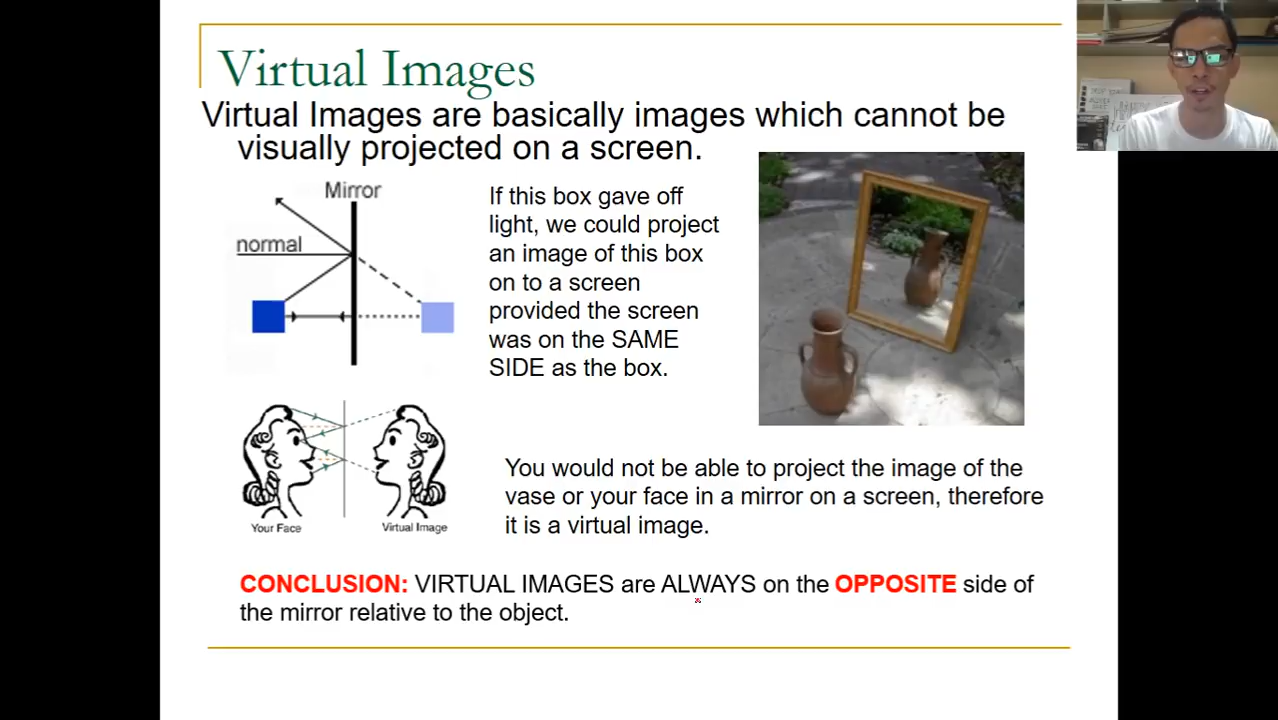 Virtual Images
Virtual Images are basically images which cannot be
visually projected on a screen.
Mirror
normal
If this box gave off
light, we could project
an image of this box
on to a screen
provided the screen
was on the SAME
SIDE as the box.
Your Face
Virtual Image
You would not be able to project the image of the
vase or your face in a mirror on a screen, therefore
it is a virtual image.
CONCLUSION: VIRTUAL IMAGES are ALWAYS on the OPPOSITE side of
the mirror relative to the object.